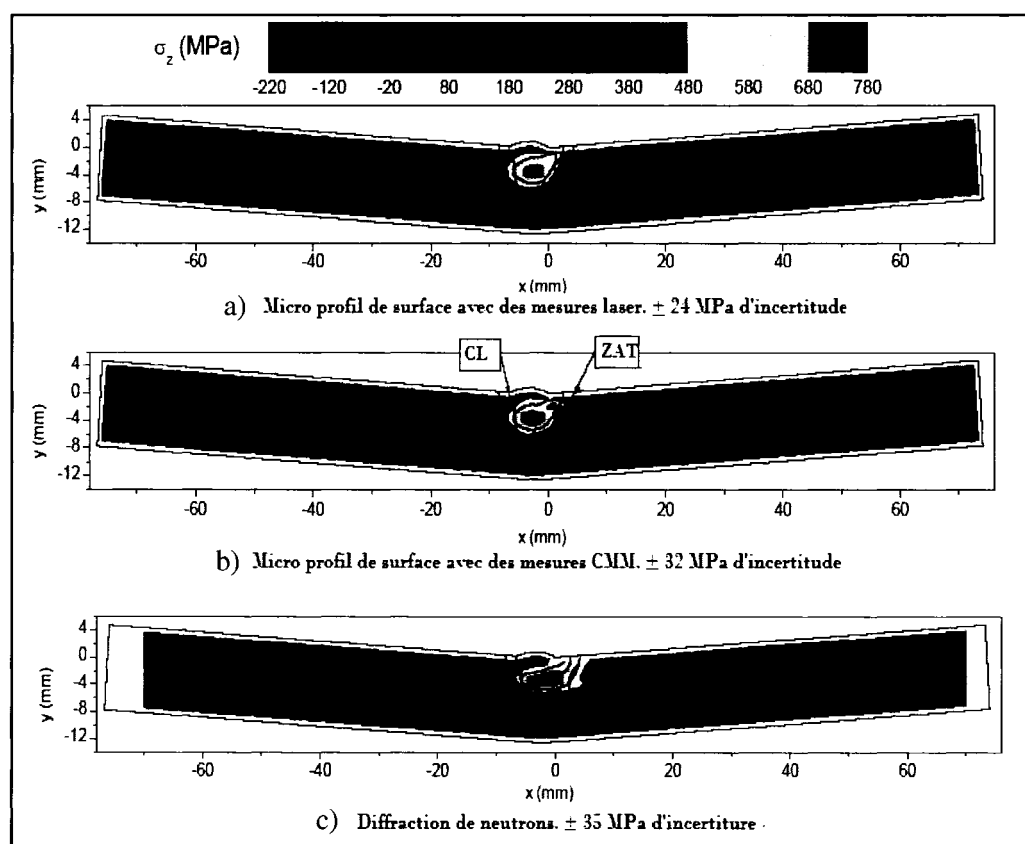 σz (MPa)
-220 -120 -20 80 180 280 380 480 580 680 780
4
0
-4
-8
-12
y (mm)
-60 -40 -20 0 20 40 60
x (mm)
a) Micro profil de surface avec des mesures laser. ± 24 MPa d'incertitude
CL ZAT
4
0
-4
-8
-12
y (mm)
-60 -40 -20 0 20 40 60
x (mm)
b) Micro profil de surface avec des mesures CMM. ± 32 MPa d'incertitude
4
0
-4
-8
-12
y (mm)
-60 -40 -20 0 20 40 60
x (mm)
c) Diffraction de neutrons. ± 35 MPa d'incertiture